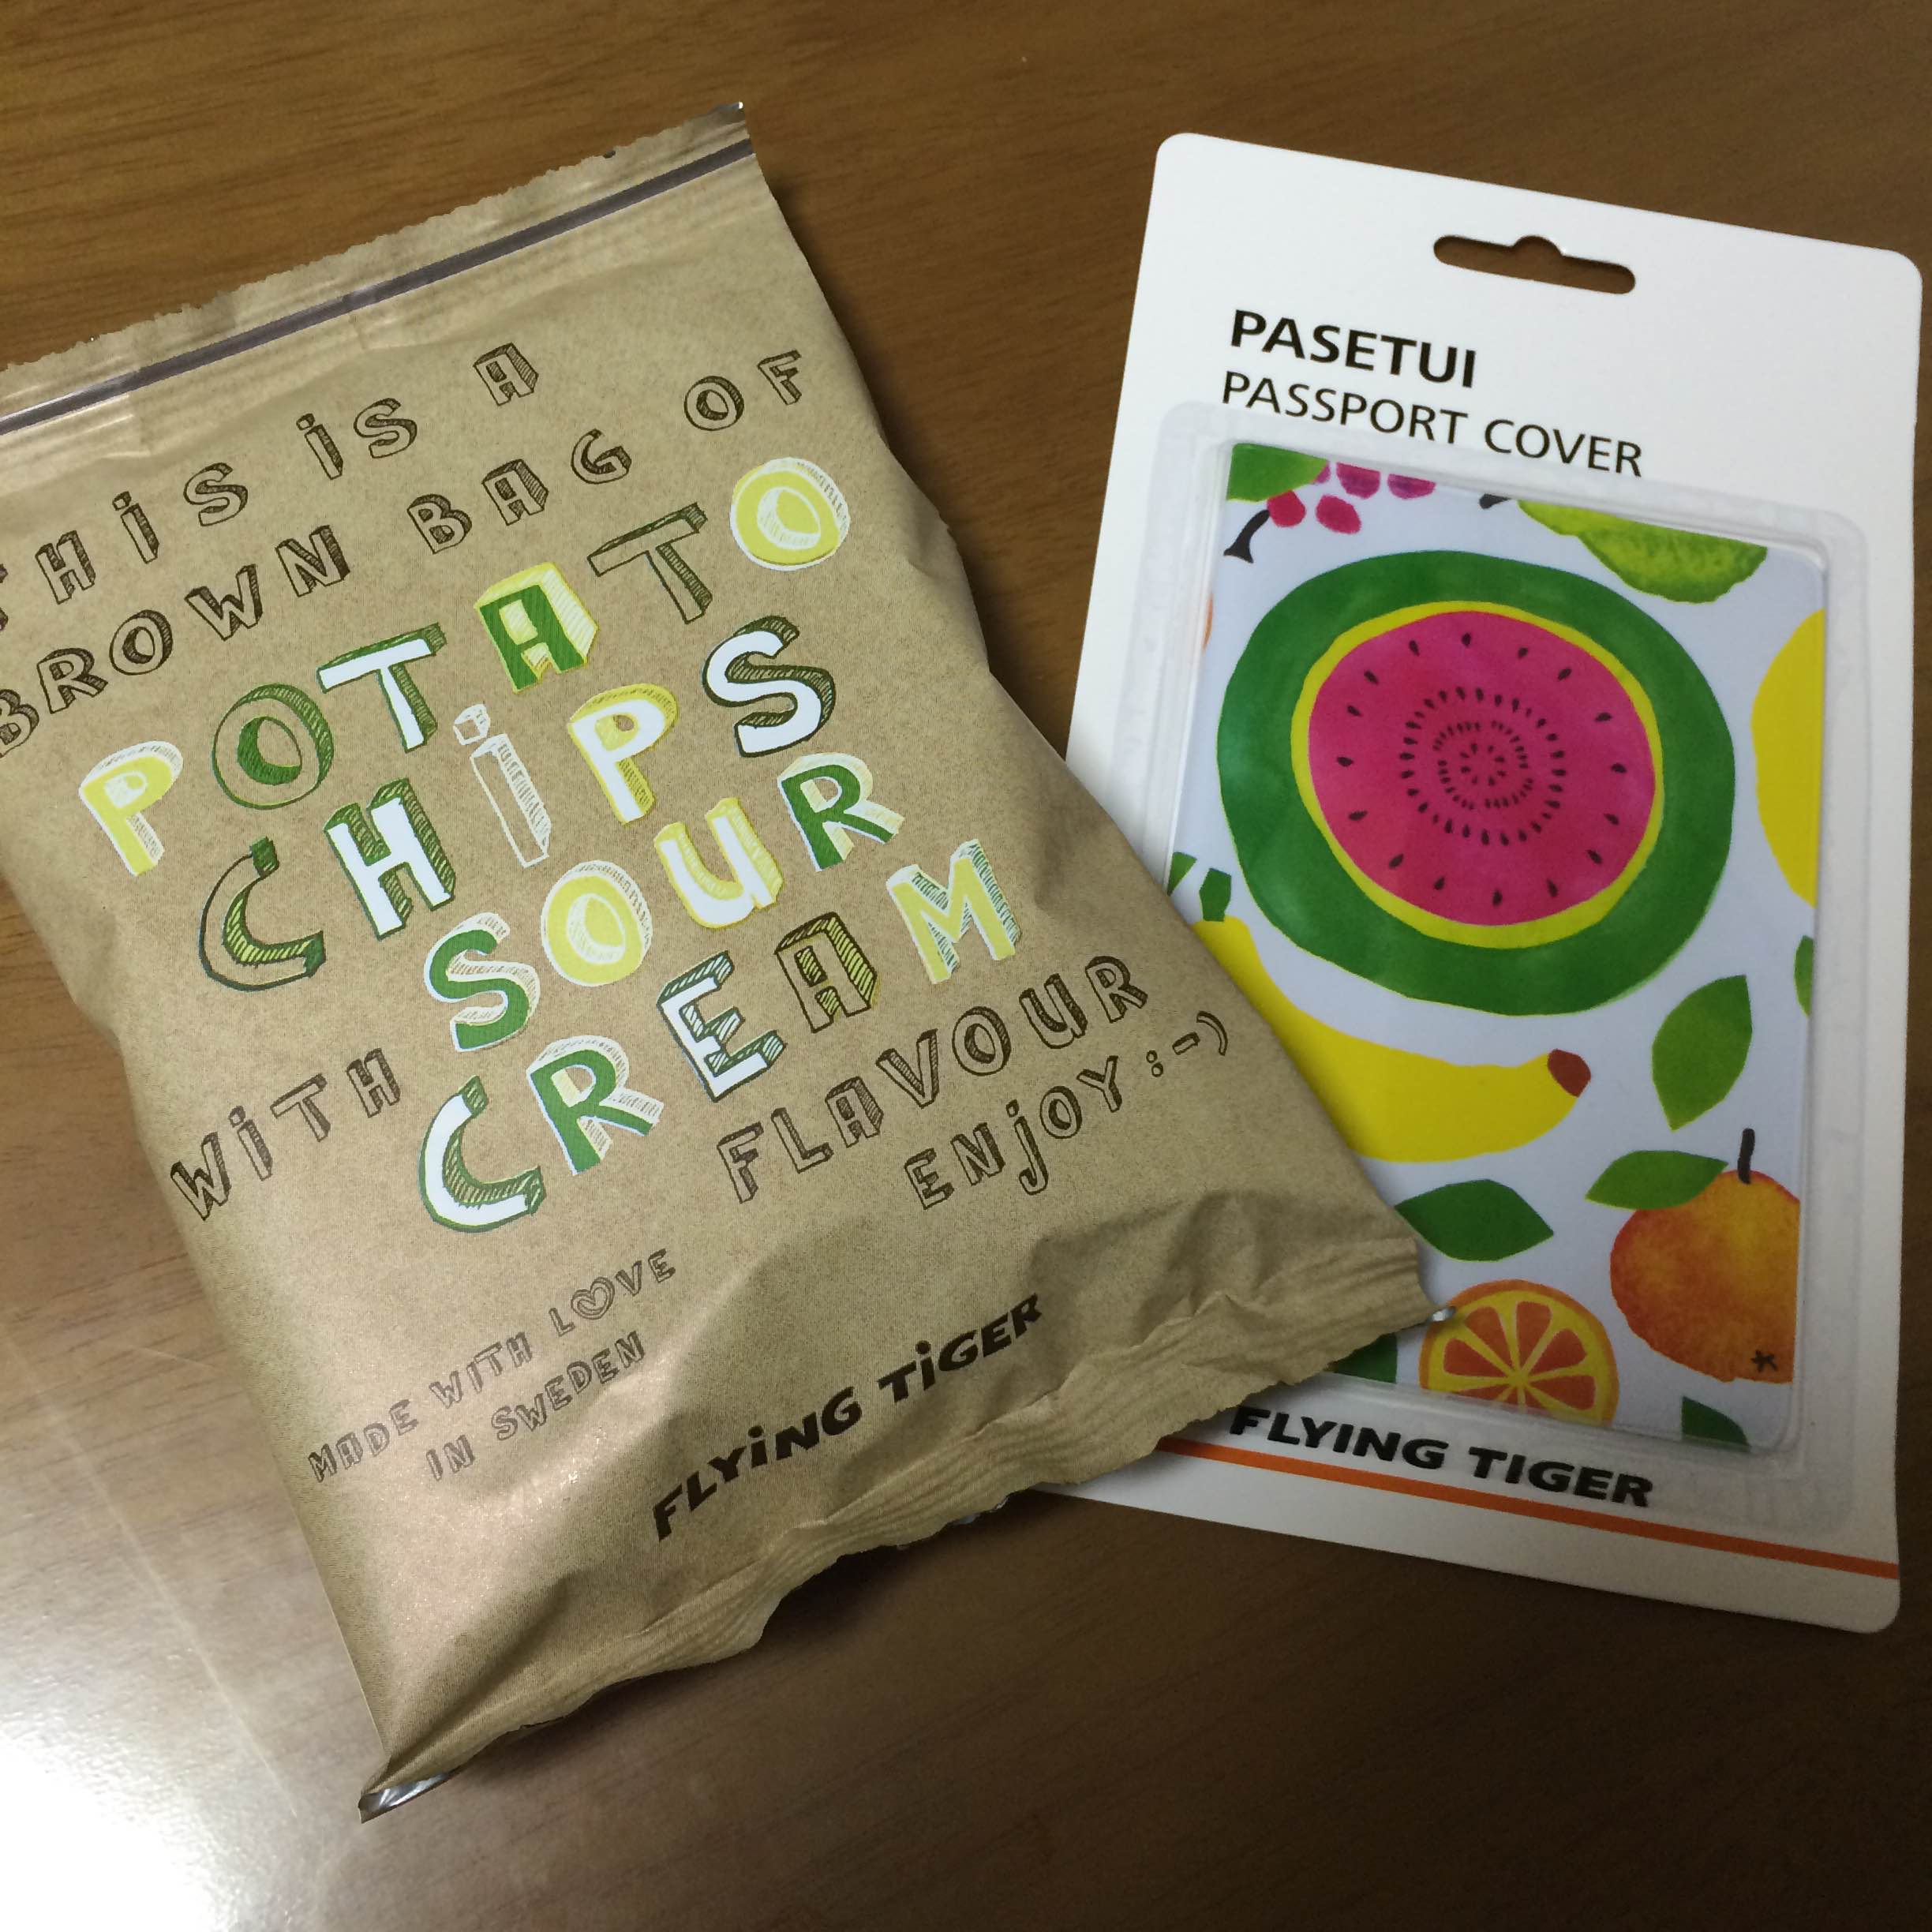 THiS iS A
BROWN BAG OF
POTATO
CHiPS
WiTH SOUR
CREAM
FLAVOUR
ENjOY :-)
MADE WITH LOVE
IN SWEDEN
FLYiNG TiGER
PASETUI
PASSPORT COVER
FLYING TIGER